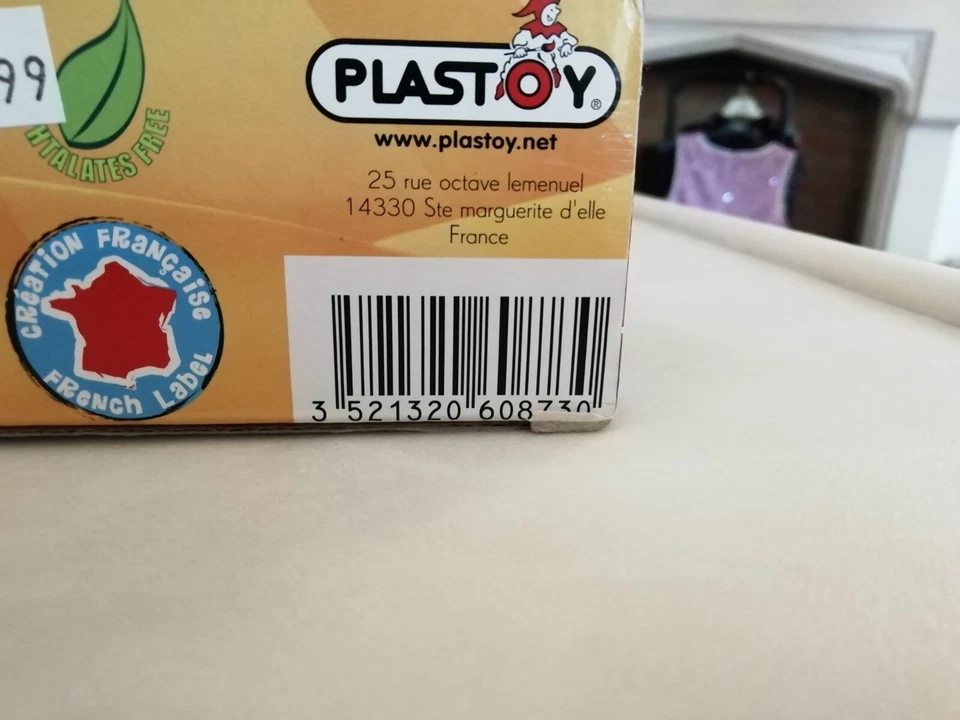 99
HTALATES FREE
PLASTOY®
www.plastoy.net
25 rue octave lemenuel
14330 Ste marguerite d'elle
France
CRéATiON FRANÇAiSe
FReNCH LABeL
3 521320 608730